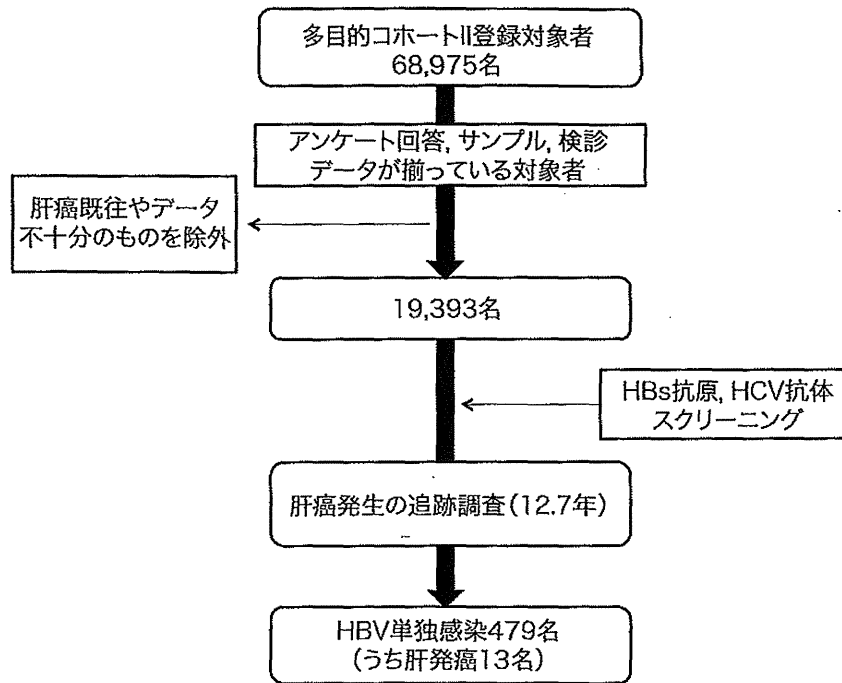 多目的コホートII登録対象者
68,975名
アンケート回答, サンプル, 検診
データが揃っている対象者
肝癌既往やデータ
不十分のものを除外
19,393名
HBs抗原, HCV抗体
スクリーニング
肝癌発生の追跡調査(12.7年)
HBV単独感染479名
(うち肝発癌13名)